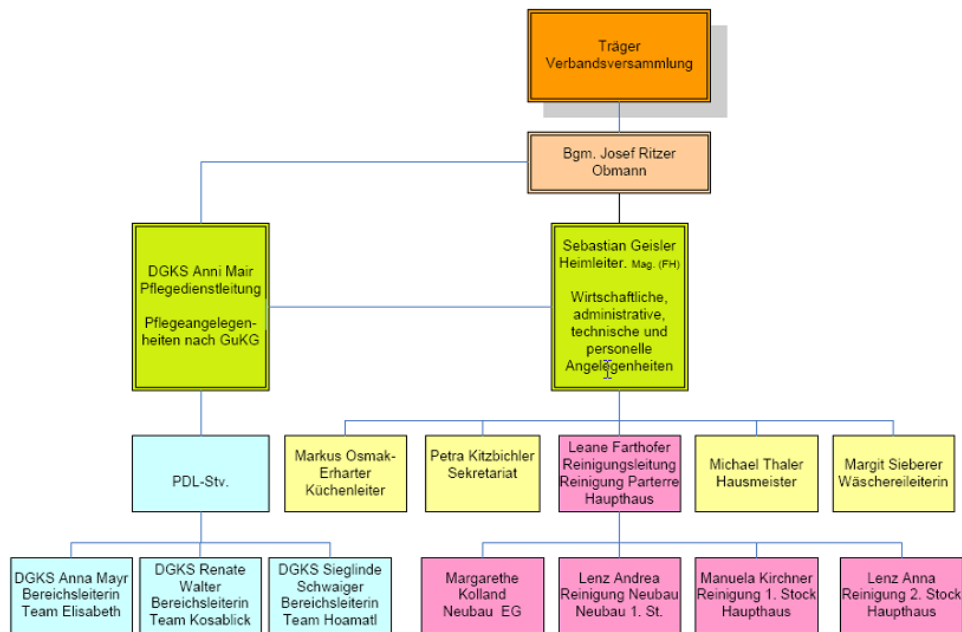 Träger
Verbandsversammlung
Bgm. Josef Ritzer
Obmann
DGKS Anni Mair
Pflegedienstleitung
Pflegeangelegen-
heiten nach GuKG
Sebastian Geisler
Heimleiter. Mag. (FH)
Wirtschaftliche,
administrative,
technische und
personelle
Angelegenheiten
PDL-Stv.
Markus Osmak-
Erharter
Küchenleiter
Petra Kitzbichler
Sekretariat
Leane Farthofer
Reinigungsleitung
Reinigung Parterre
Haupthaus
Michael Thaler
Hausmeister
Margit Sieberer
Wäschereileiterin
DGKS Anna Mayr
Bereichsleiterin
Team Elisabeth
DGKS Renate
Walter
Bereichsleiterin
Team Kosablick
DGKS Sieglinde
Schwaiger
Bereichsleiterin
Team Hoamatl
Margarethe
Kolland
Neubau EG
Lenz Andrea
Reinigung Neubau
Neubau 1. St.
Manuela Kirchner
Reinigung 1. Stock
Haupthaus
Lenz Anna
Reinigung 2. Stock
Haupthaus